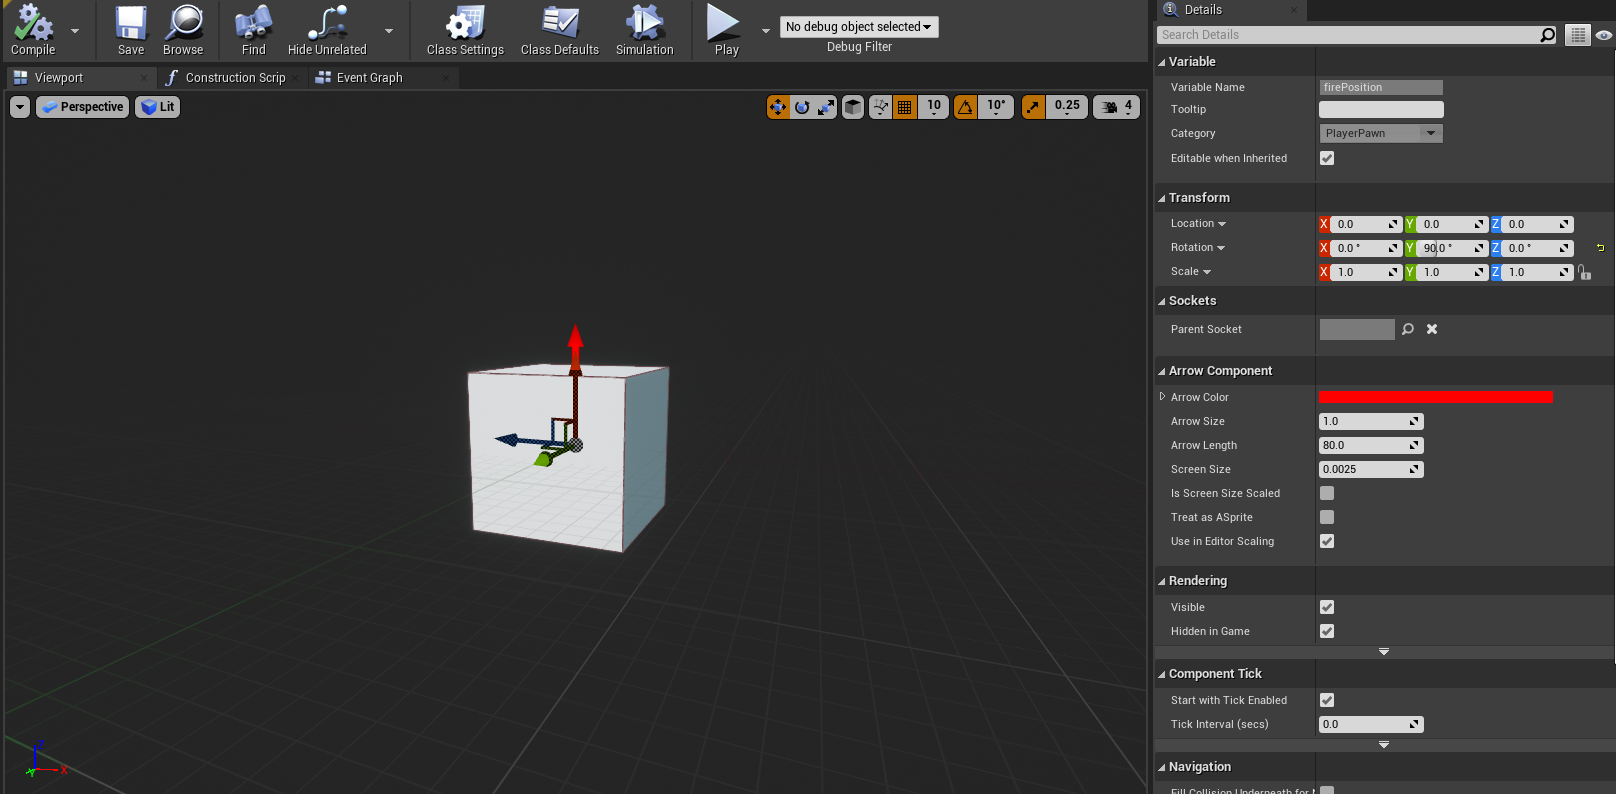 Compile
Save
Browse
Find
Hide Unrelated
Class Settings
Class Defaults
Simulation
Play
No debug object selected
Debug Filter
Viewport
Construction Scrip
Event Graph
Perspective
Lit
10
10°
0.25
4
Z
X
Y
Details
Search Details
Variable
Variable Name firePosition
Tooltip
Category PlayerPawn
Editable when Inherited
Transform
Location X 0.0 Y 0.0 Z 0.0
Rotation X 0.0 ° Y 90.0 ° Z 0.0 °
Scale X 1.0 Y 1.0 Z 1.0
Sockets
Parent Socket
Arrow Component
Arrow Color
Arrow Size 1.0
Arrow Length 80.0
Screen Size 0.0025
Is Screen Size Scaled
Treat as ASprite
Use in Editor Scaling
Rendering
Visible
Hidden in Game
Component Tick
Start with Tick Enabled
Tick Interval (secs) 0.0
Navigation
Fill Collision Underneath for